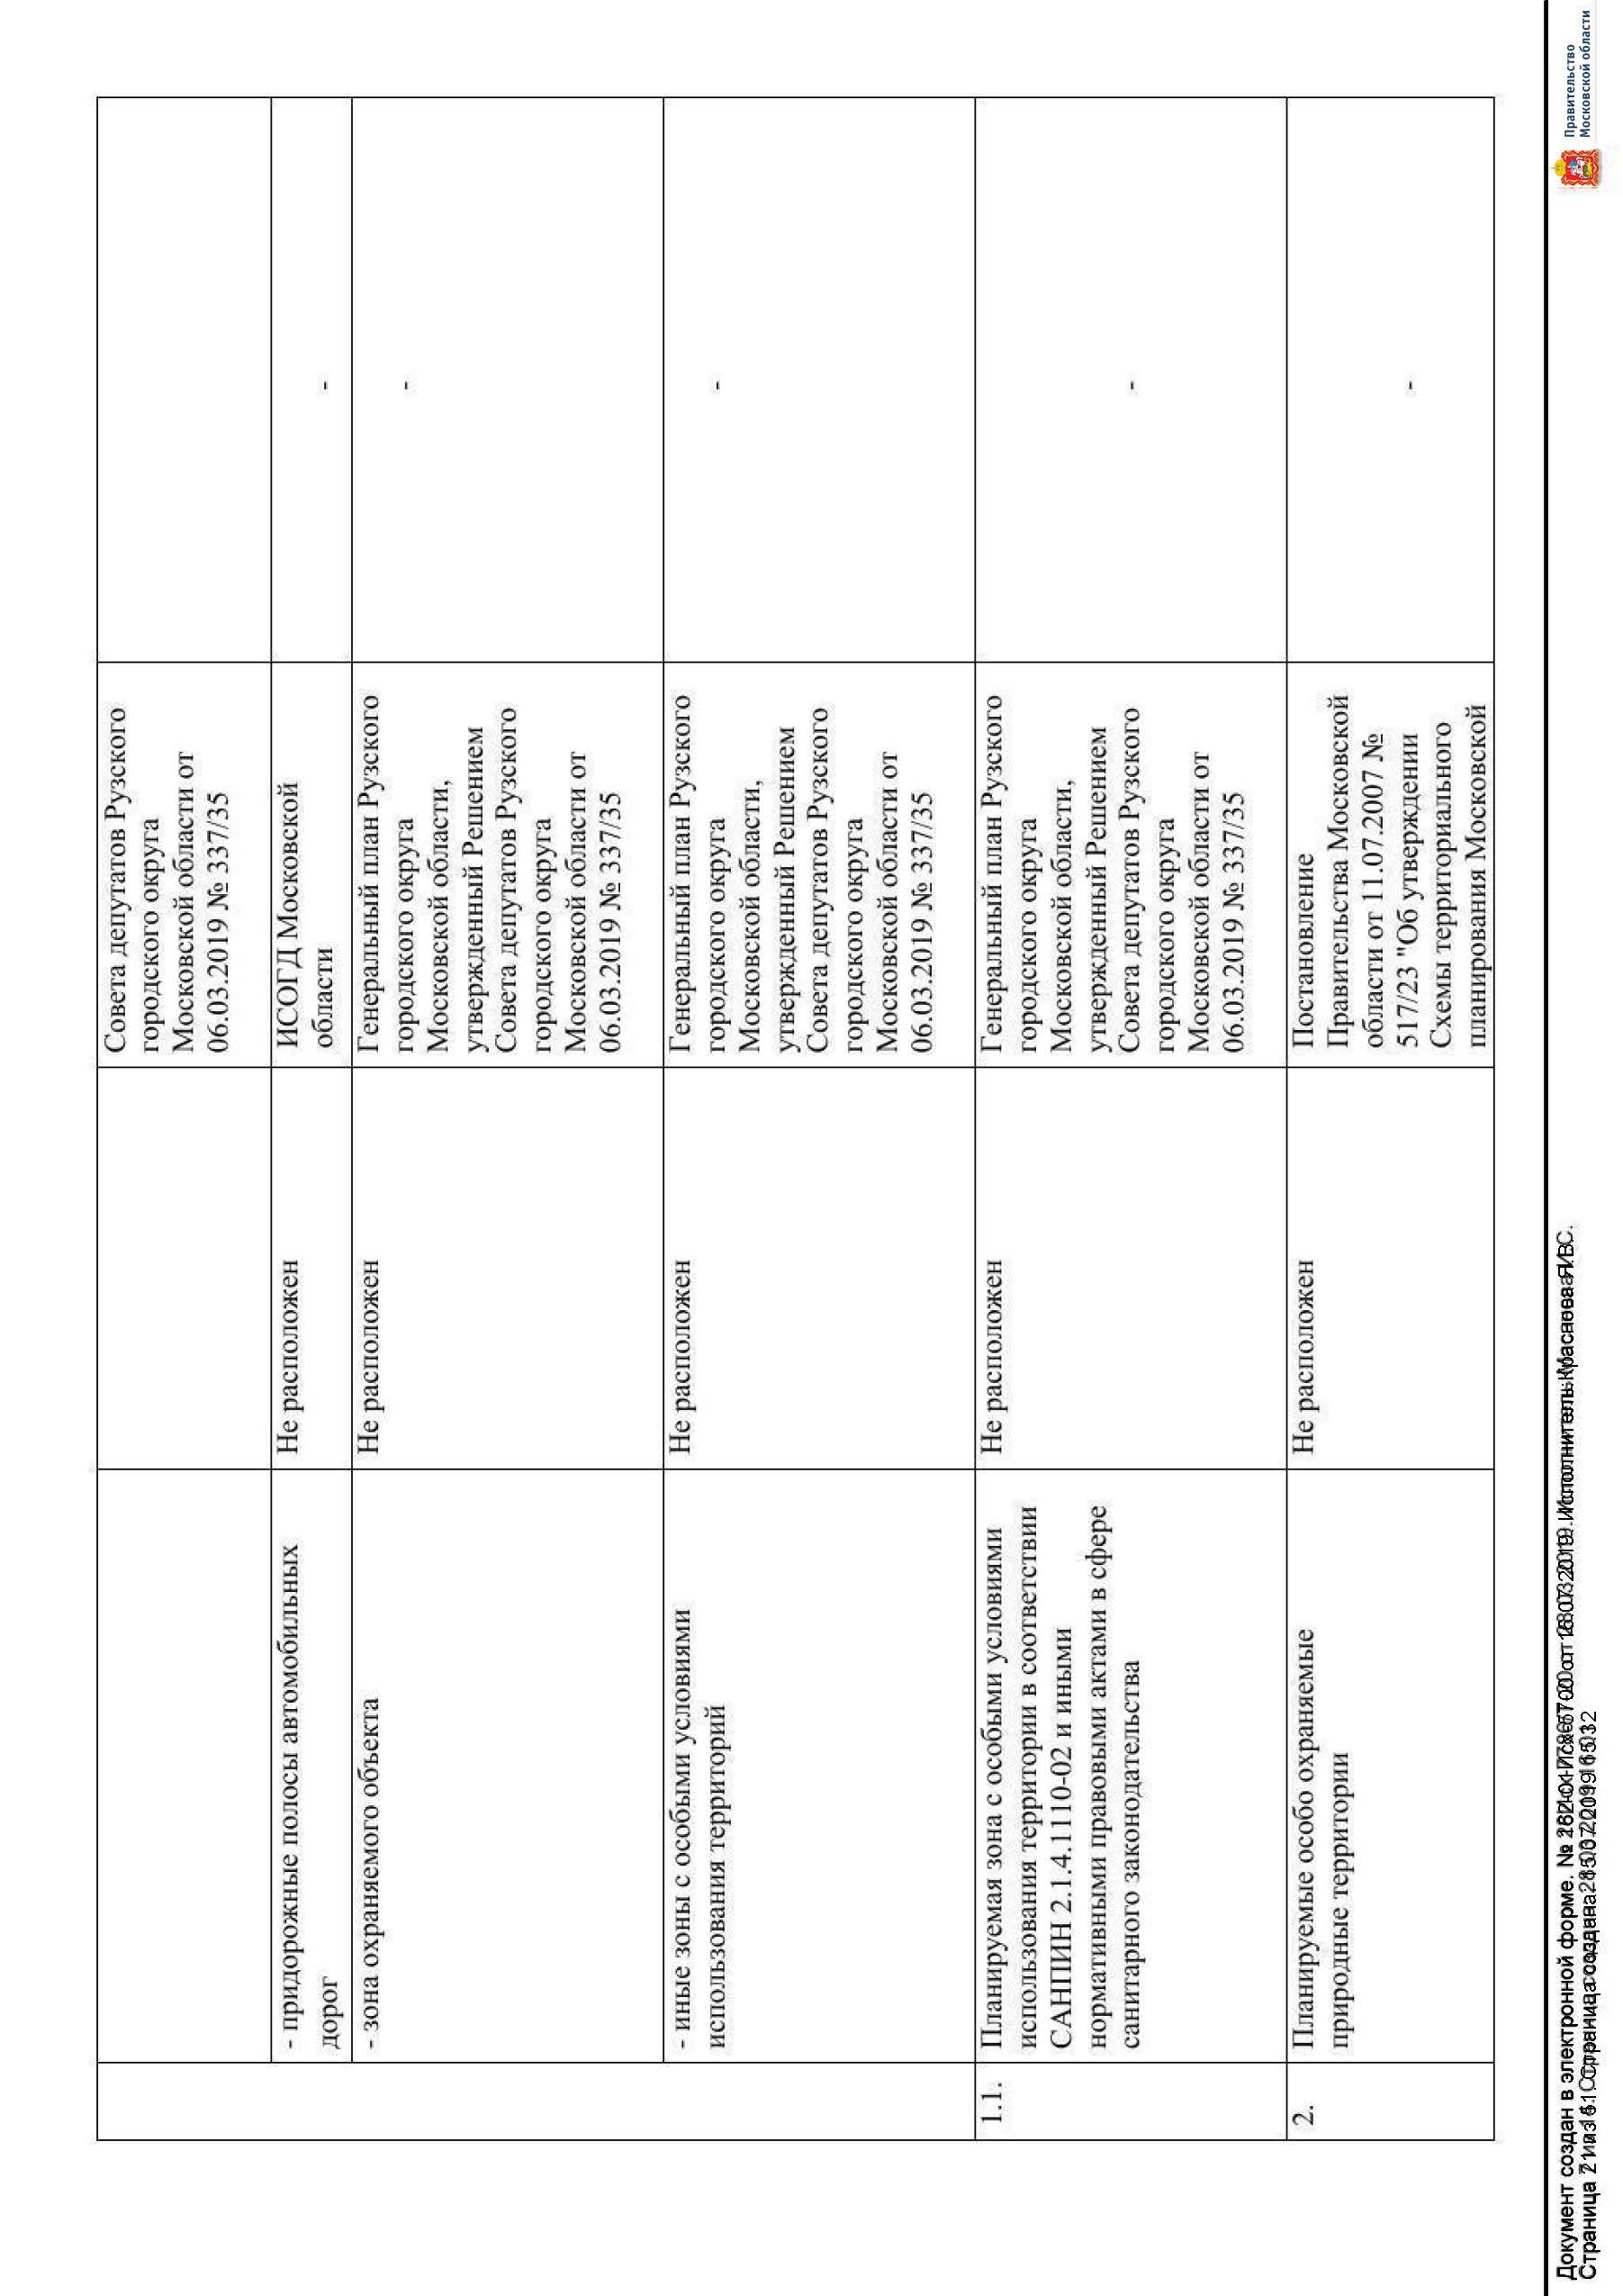 Совета депутатов Рузского
городского округа
Московской области от
06.03.2019 № 337/35
- придорожные полосы автомобильных
дорог
Не расположен
ИСОГД Московской
области
-
- зона охраняемого объекта
Не расположен
Генеральный план Рузского
городского округа
Московской области,
утвержденный Решением
Совета депутатов Рузского
городского округа
Московской области от
06.03.2019 № 337/35
-
- иные зоны с особыми условиями
использования территорий
Не расположен
Генеральный план Рузского
городского округа
Московской области,
утвержденный Решением
Совета депутатов Рузского
городского округа
Московской области от
06.03.2019 № 337/35
-
1.1.
Планируемая зона с особыми условиями
использования территории в соответствии
САНПИН 2.1.4.1110-02 и иными
нормативными правовыми актами в сфере
санитарного законодательства
Не расположен
Генеральный план Рузского
городского округа
Московской области,
утвержденный Решением
Совета депутатов Рузского
городского округа
Московской области от
06.03.2019 № 337/35
-
2.
Планируемые особо охраняемые
природные территории
Не расположен
Постановление
Правительства Московской
области от 11.07.2007 №
517/23 "Об утверждении
Схемы территориального
планирования Московской
-
Документ создан в электронной форме. №
Страница
Правительство
Московской области